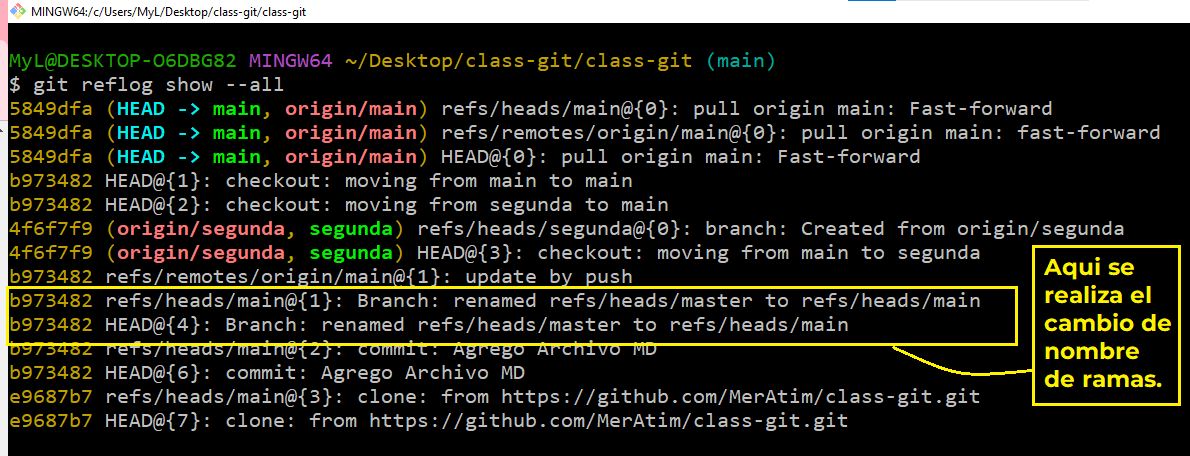 MINGW64:/c/Users/MyL/Desktop/class-git/class-git
MyL@DESKTOP-O6DBG82 MINGW64 ~/Desktop/class-git/class-git (main)
$ git reflog show --all
5849dfa (HEAD -> main, origin/main) refs/heads/main@{0}: pull origin main: Fast-forward
5849dfa (HEAD -> main, origin/main) refs/remotes/origin/main@{0}: pull origin main: fast-forward
5849dfa (HEAD -> main, origin/main) HEAD@{0}: pull origin main: Fast-forward
b973482 HEAD@{1}: checkout: moving from main to main
b973482 HEAD@{2}: checkout: moving from segunda to main
4f6f7f9 (origin/segunda, segunda) refs/heads/segunda@{0}: branch: Created from origin/segunda
4f6f7f9 (origin/segunda, segunda) HEAD@{3}: checkout: moving from main to segunda
b973482 refs/remotes/origin/main@{1}: update by push
b973482 refs/heads/main@{1}: Branch: renamed refs/heads/master to refs/heads/main
b973482 HEAD@{4}: Branch: renamed refs/heads/master to refs/heads/main
b973482 refs/heads/main@{2}: commit: Agrego Archivo MD
b973482 HEAD@{6}: commit: Agrego Archivo MD
e9687b7 refs/heads/main@{3}: clone: from https://github.com/MerAtim/class-git.git
e9687b7 HEAD@{7}: clone: from https://github.com/MerAtim/class-git.git
Aqui se
realiza el
cambio de
nombre
de ramas.